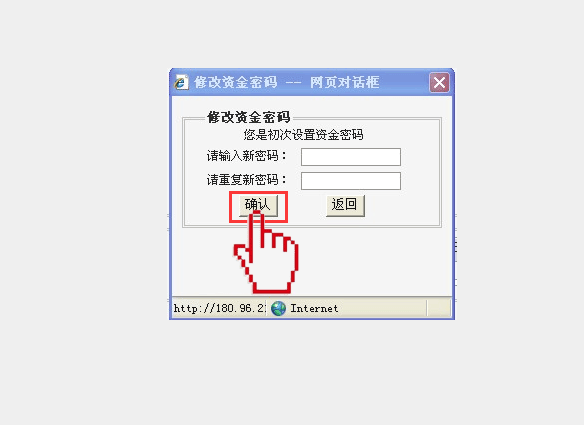 修改资金密码 -- 网页对话框
修改资金密码
您是初次设置资金密码
请输入新密码：
请重复新密码：
确认 返回
http://180.96.2 Internet